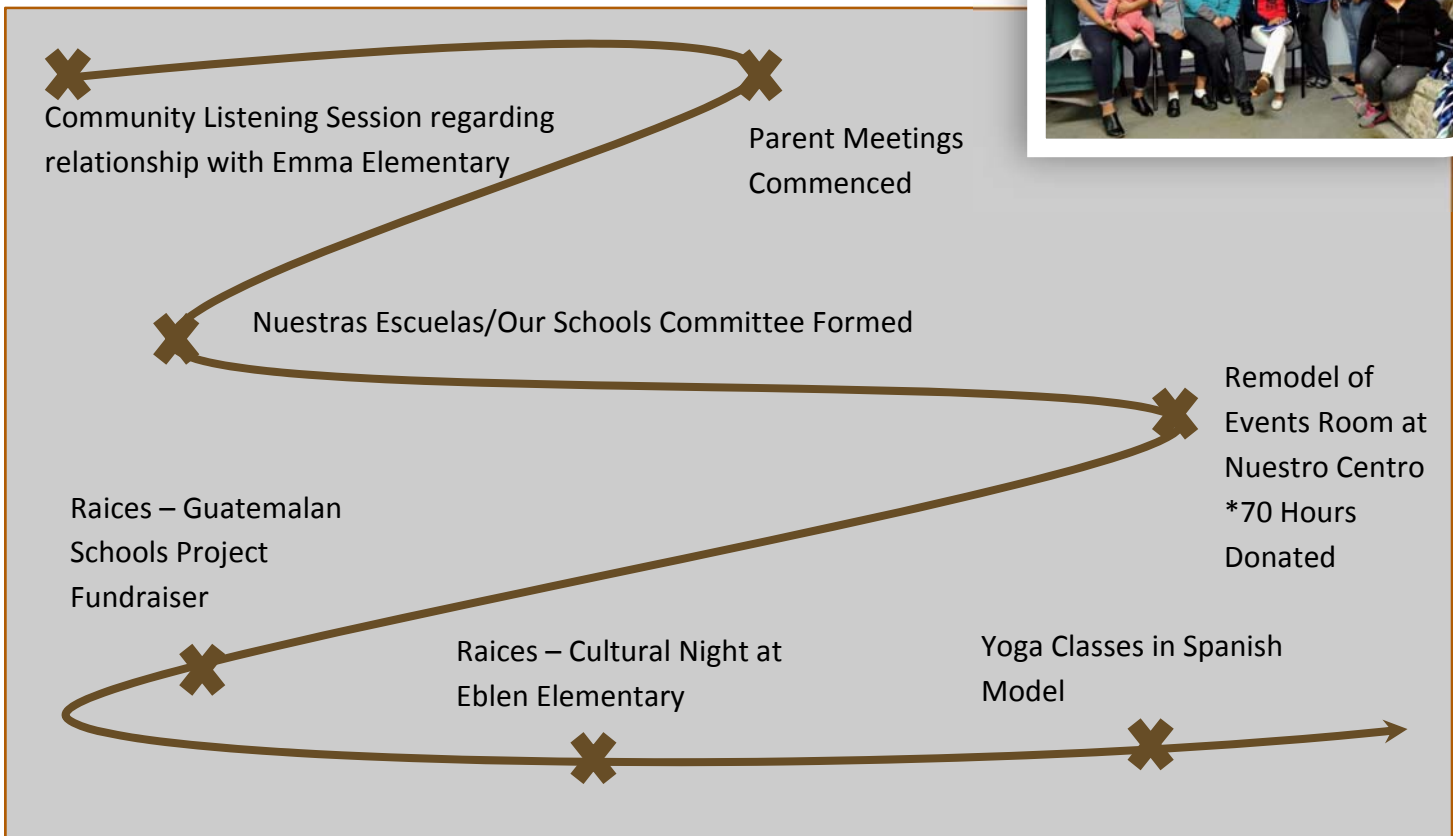 Community Listening Session regarding
relationship with Emma Elementary
Parent Meetings
Commenced
Nuestras Escuelas/Our Schools Committee Formed
Remodel of
Events Room at
Nuestro Centro
*70 Hours
Donated
Raices – Guatemalan
Schools Project
Fundraiser
Raices – Cultural Night at
Eblen Elementary
Yoga Classes in Spanish
Model